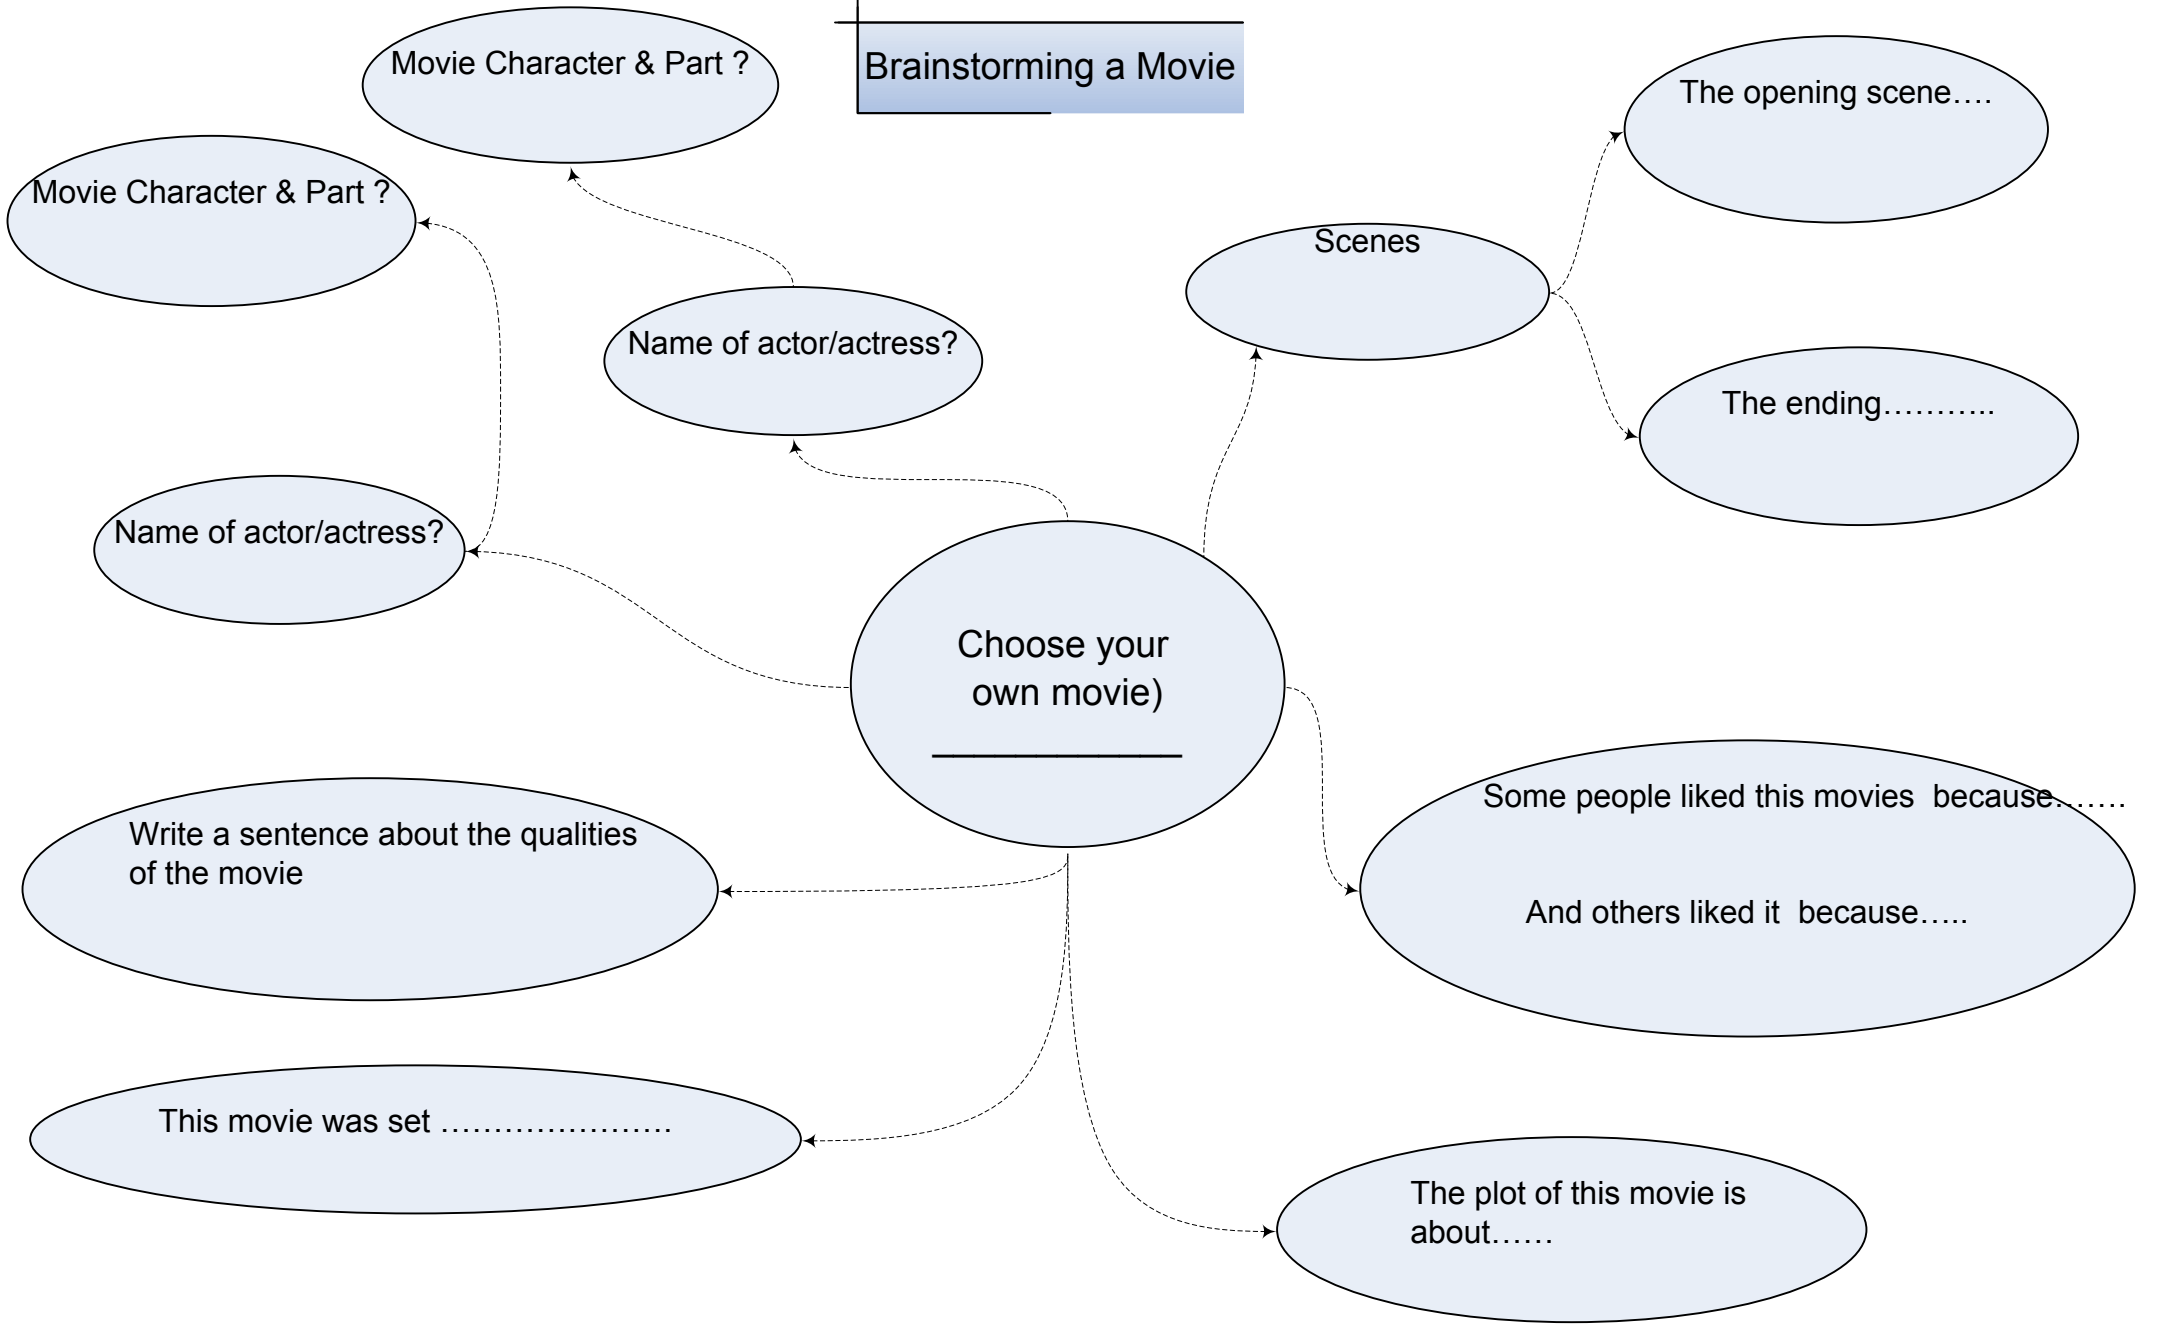 Brainstorming a Movie
Movie Character & Part ?
Movie Character & Part ?
Name of actor/actress?
Name of actor/actress?
Scenes
The opening scene….
The ending………..
Choose your
own movie)
____________
Some people liked this movies  because…….
And others liked it  because…..
Write a sentence about the qualities
of the movie
This movie was set ………………….
The plot of this movie is
about……